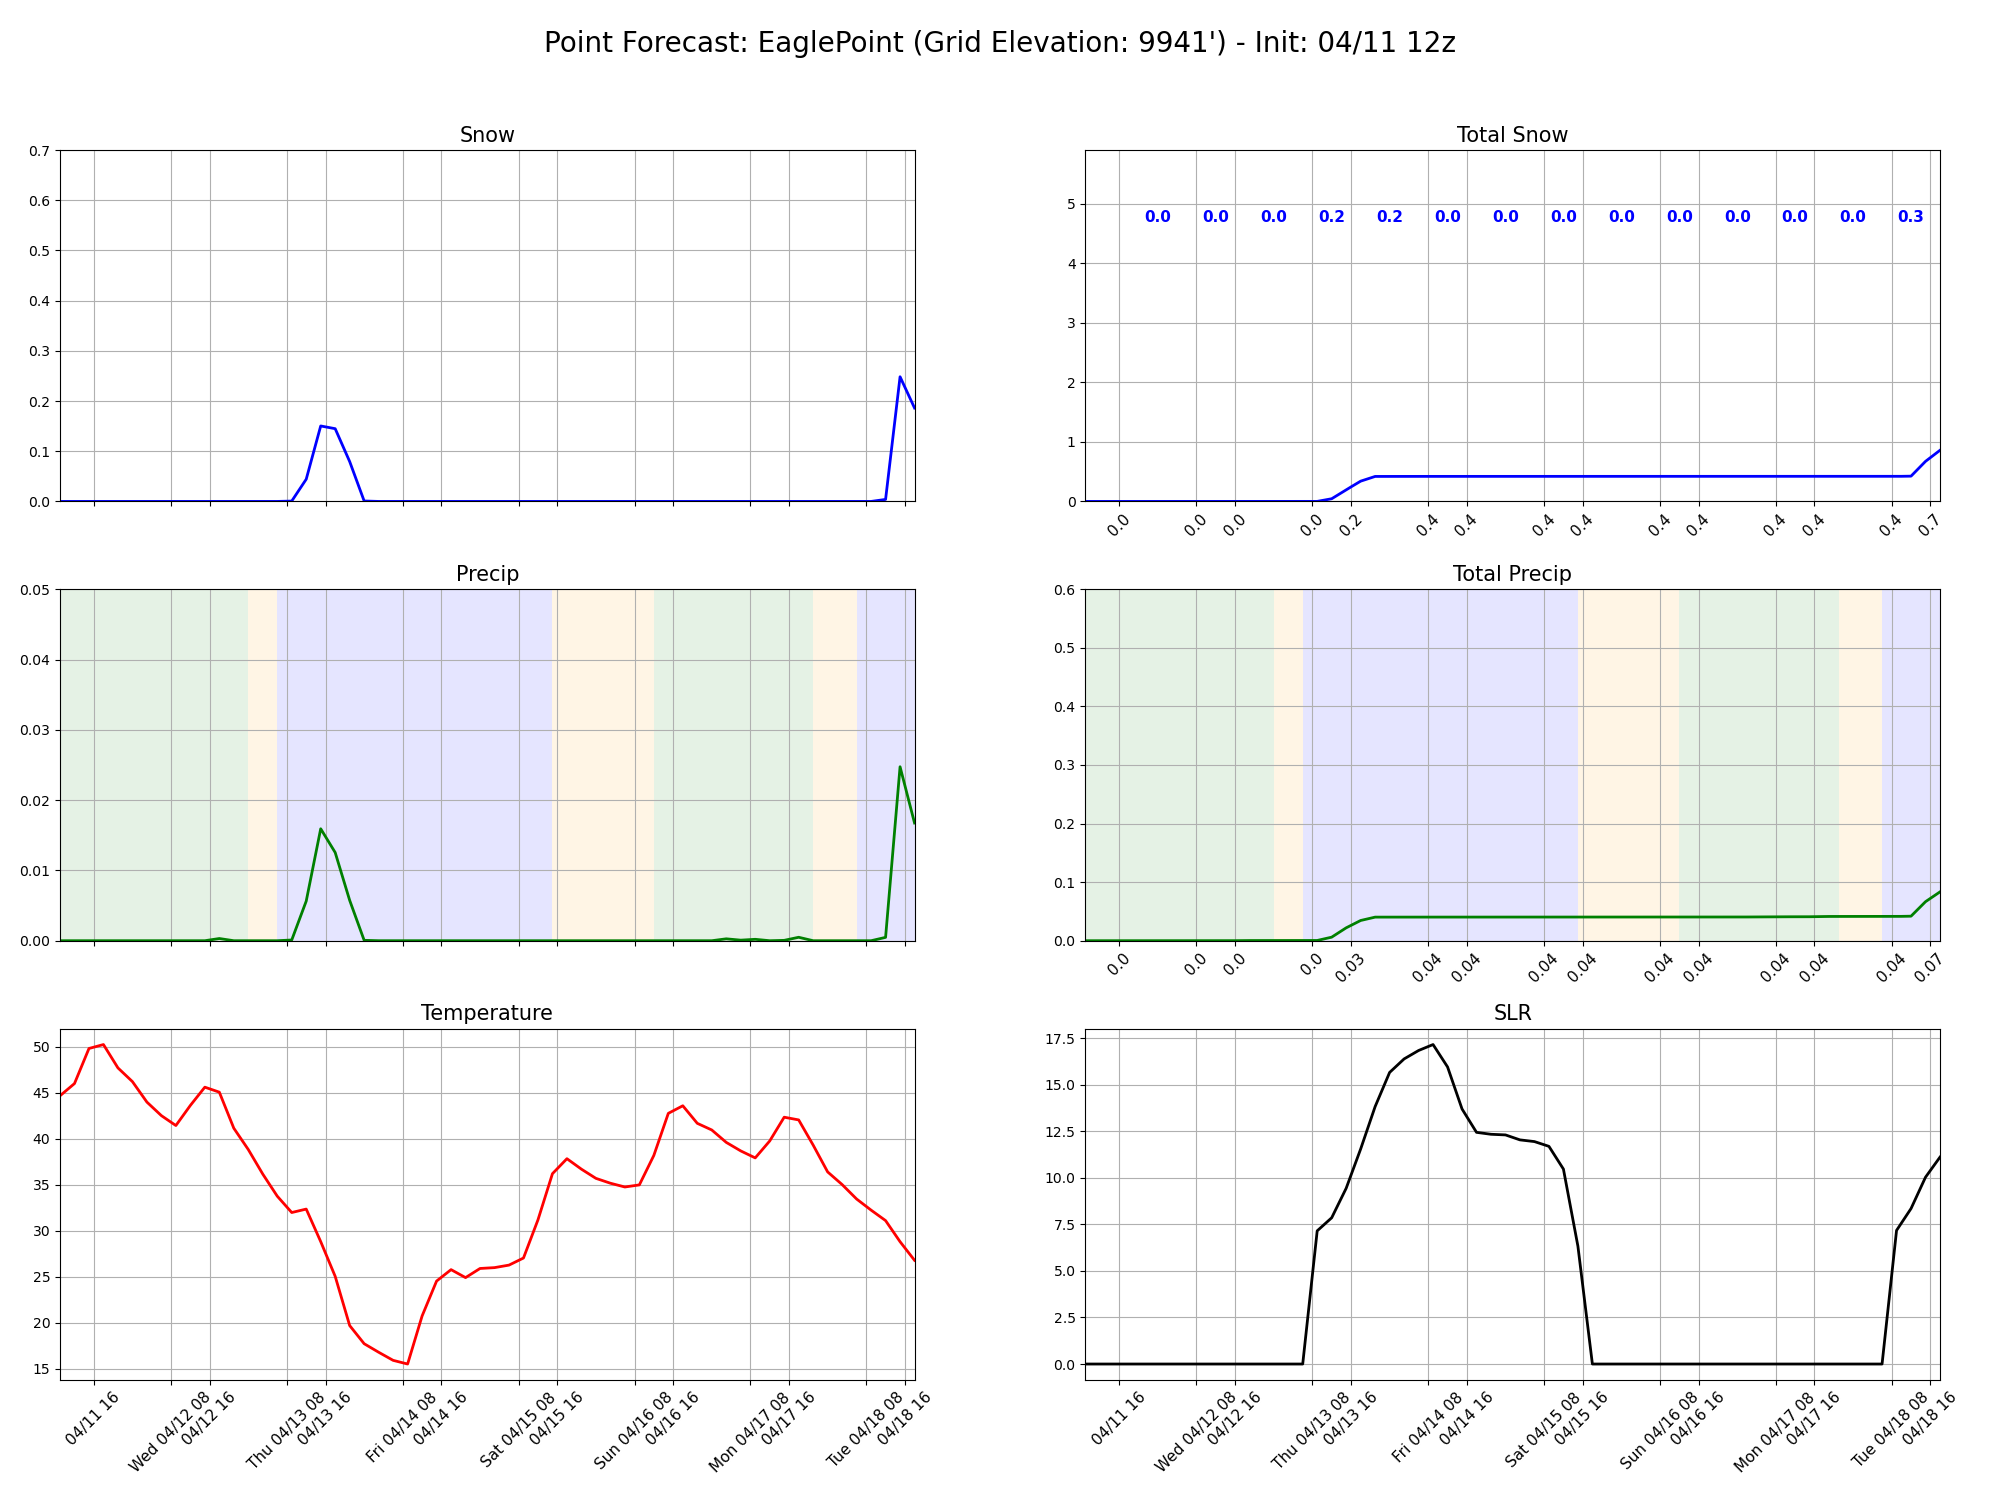 Point Forecast: EaglePoint (Grid Elevation: 9941') - Init: 04/11 12z
Snow
0.7
0.6
0.5
0.4
0.3
0.2
0.1
0.0
Total Snow
5
4
3
2
1
0
0.0 0.0 0.0 0.2 0.2 0.0 0.0 0.0 0.0 0.0 0.0 0.0 0.0 0.3
0.0 0.0 0.0 0.0 0.2 0.4 0.4 0.4 0.4 0.4 0.4 0.4 0.4 0.4 0.7
Precip
0.05
0.04
0.03
0.02
0.01
0.00
Total Precip
0.6
0.5
0.4
0.3
0.2
0.1
0.0
0.0 0.0 0.0 0.0 0.03 0.04 0.04 0.04 0.04 0.04 0.04 0.04 0.04 0.04 0.07
Temperature
50
45
40
35
30
25
20
15
04/11 16
Wed 04/12 08
04/12 16
Thu 04/13 08
04/13 16
Fri 04/14 08
04/14 16
Sat 04/15 08
04/15 16
Sun 04/16 08
04/16 16
Mon 04/17 08
04/17 16
Tue 04/18 08
04/18 16
SLR
17.5
15.0
12.5
10.0
7.5
5.0
2.5
0.0
04/11 16
Wed 04/12 08
04/12 16
Thu 04/13 08
04/13 16
Fri 04/14 08
04/14 16
Sat 04/15 08
04/15 16
Sun 04/16 08
04/16 16
Mon 04/17 08
04/17 16
Tue 04/18 08
04/18 16